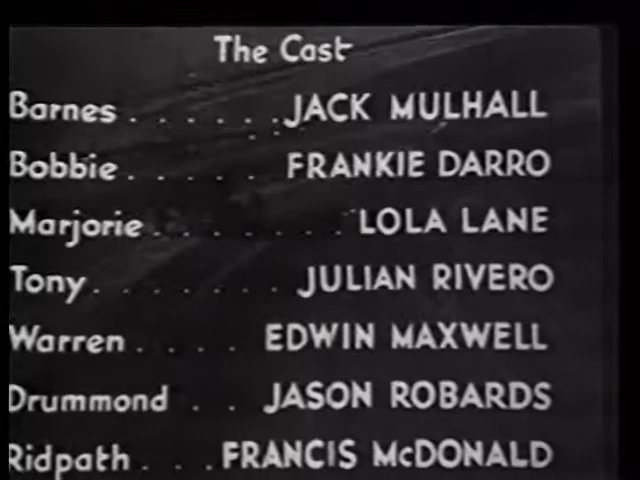 The Cast
Barnes . . . . . . JACK MULHALL
Bobbie . . . . . FRANKIE DARRO
Marjorie . . . . . . . LOLA LANE
Tony . . . . . . . JULIAN RIVERO
Warren . . . . EDWIN MAXWELL
Drummond . . JASON ROBARDS
Ridpath . . . FRANCIS McDONALD